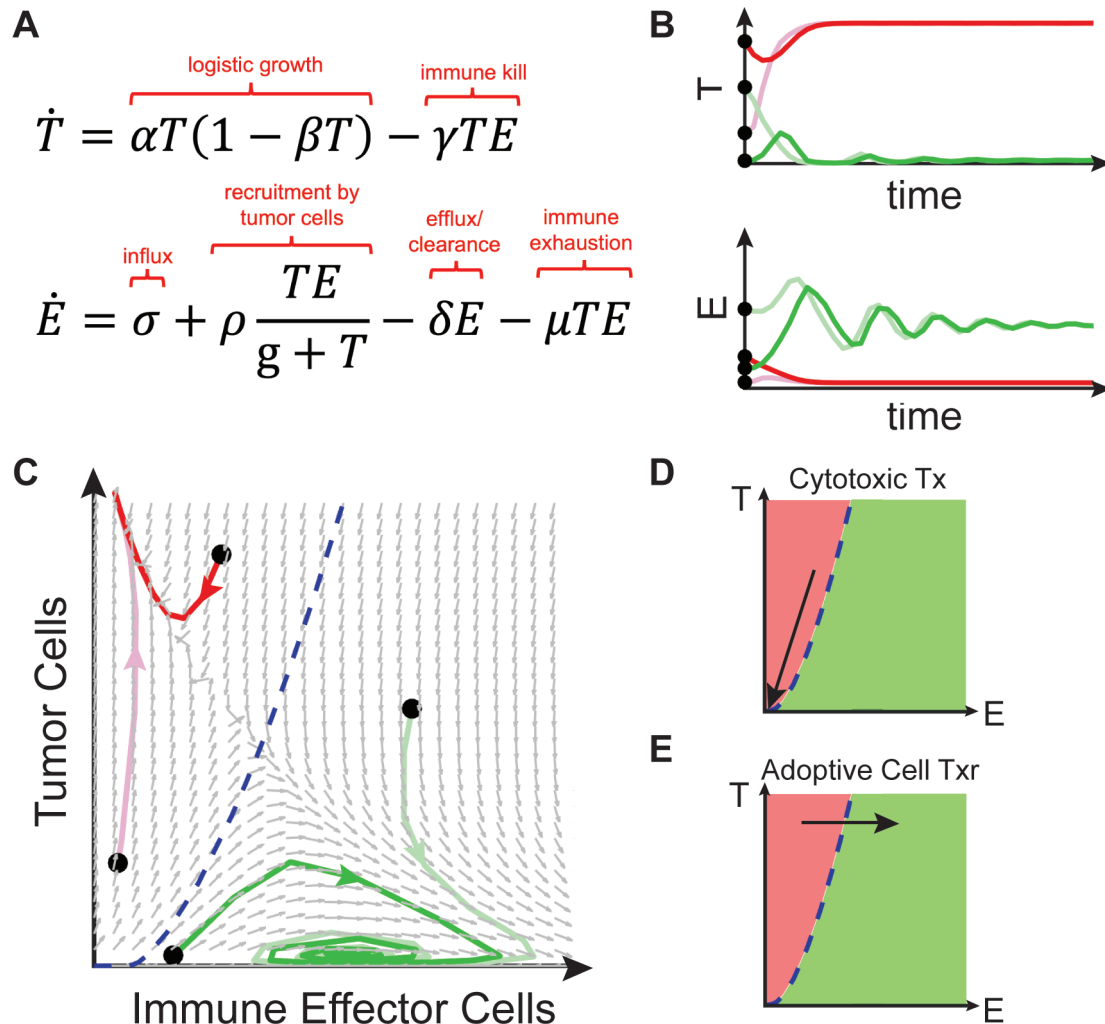 A
logistic growth
immune kill
Ṫ = αT(1 − βT) − γTE
recruitment by
tumor cells
efflux/
clearance
immune
exhaustion
influx
Ė = σ + ρ TE / g + T − δE − μTE
B
T
time
E
time
C
Tumor Cells
Immune Effector Cells
D
Cytotoxic Tx
T
E
E
Adoptive Cell Txr
T
E